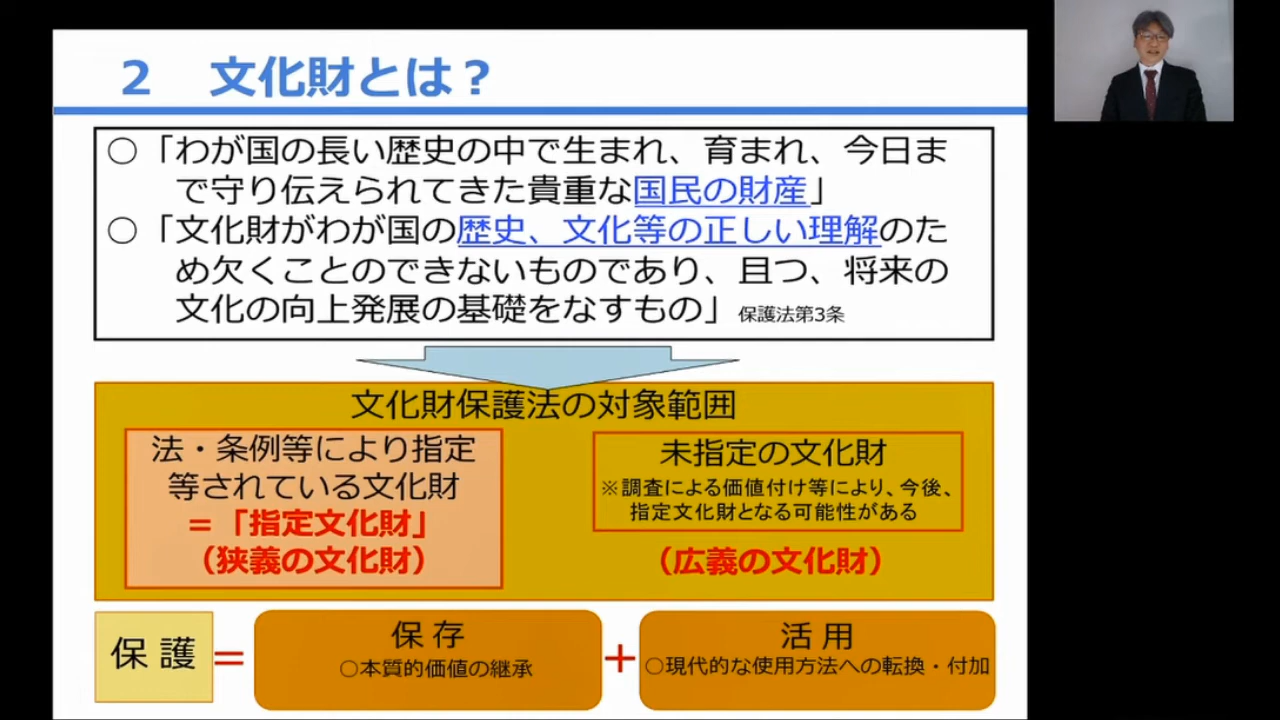 2 文化財とは？
○「わが国の長い歴史の中で生まれ、育まれ、今日ま
で守り伝えられてきた貴重な国民の財産」
○「文化財がわが国の歴史、文化等の正しい理解のた
め欠くことのできないものであり、且つ、将来の
文化の向上発展の基礎をなすもの」保護法第3条
文化財保護法の対象範囲
法・条例等により指定
等されている文化財
＝「指定文化財」
（狭義の文化財）
未指定の文化財
※調査による価値付け等により、今後、
指定文化財となる可能性がある
（広義の文化財）
保護
＝
保存
○本質的価値の継承
＋
活用
○現代的な使用方法への転換・付加